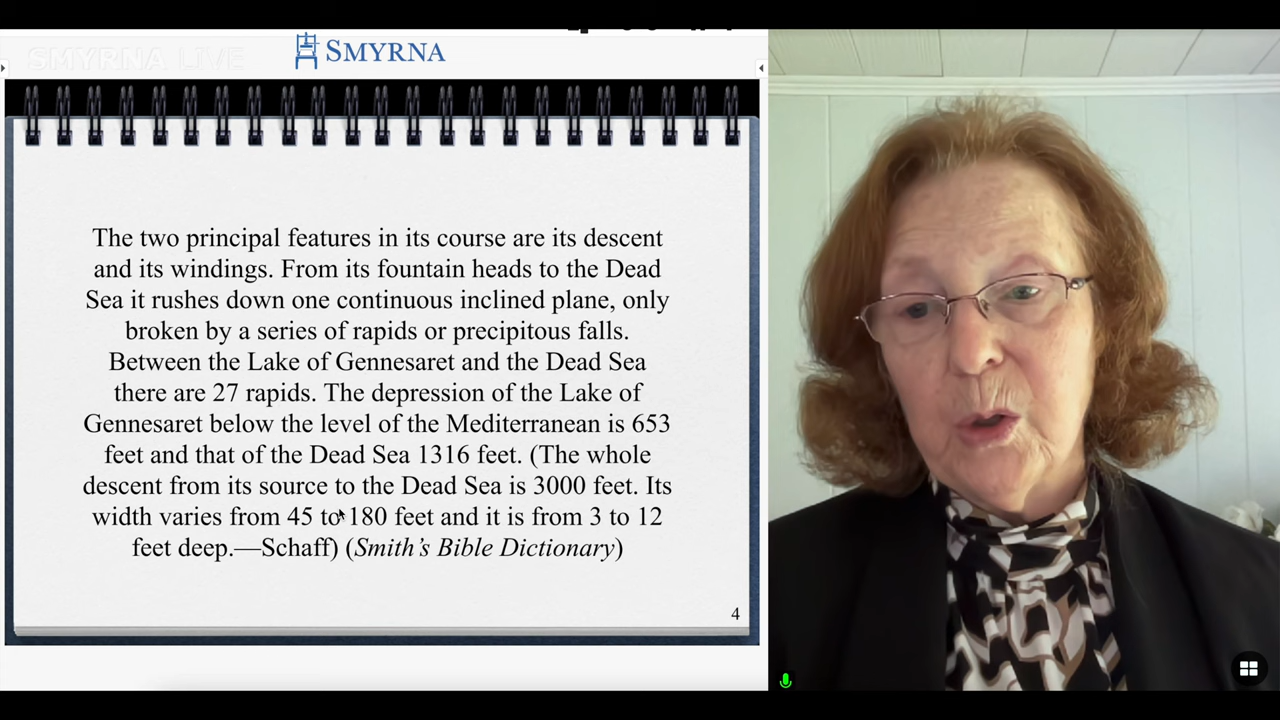 SMYRNA LIVE
SMYRNA
The two principal features in its course are its descent
and its windings. From its fountain heads to the Dead
Sea it rushes down one continuous inclined plane, only
broken by a series of rapids or precipitous falls.
Between the Lake of Gennesaret and the Dead Sea
there are 27 rapids. The depression of the Lake of
Gennesaret below the level of the Mediterranean is 653
feet and that of the Dead Sea 1316 feet. (The whole
descent from its source to the Dead Sea is 3000 feet. Its
width varies from 45 to 180 feet and it is from 3 to 12
feet deep.—Schaff) (Smith’s Bible Dictionary)
4